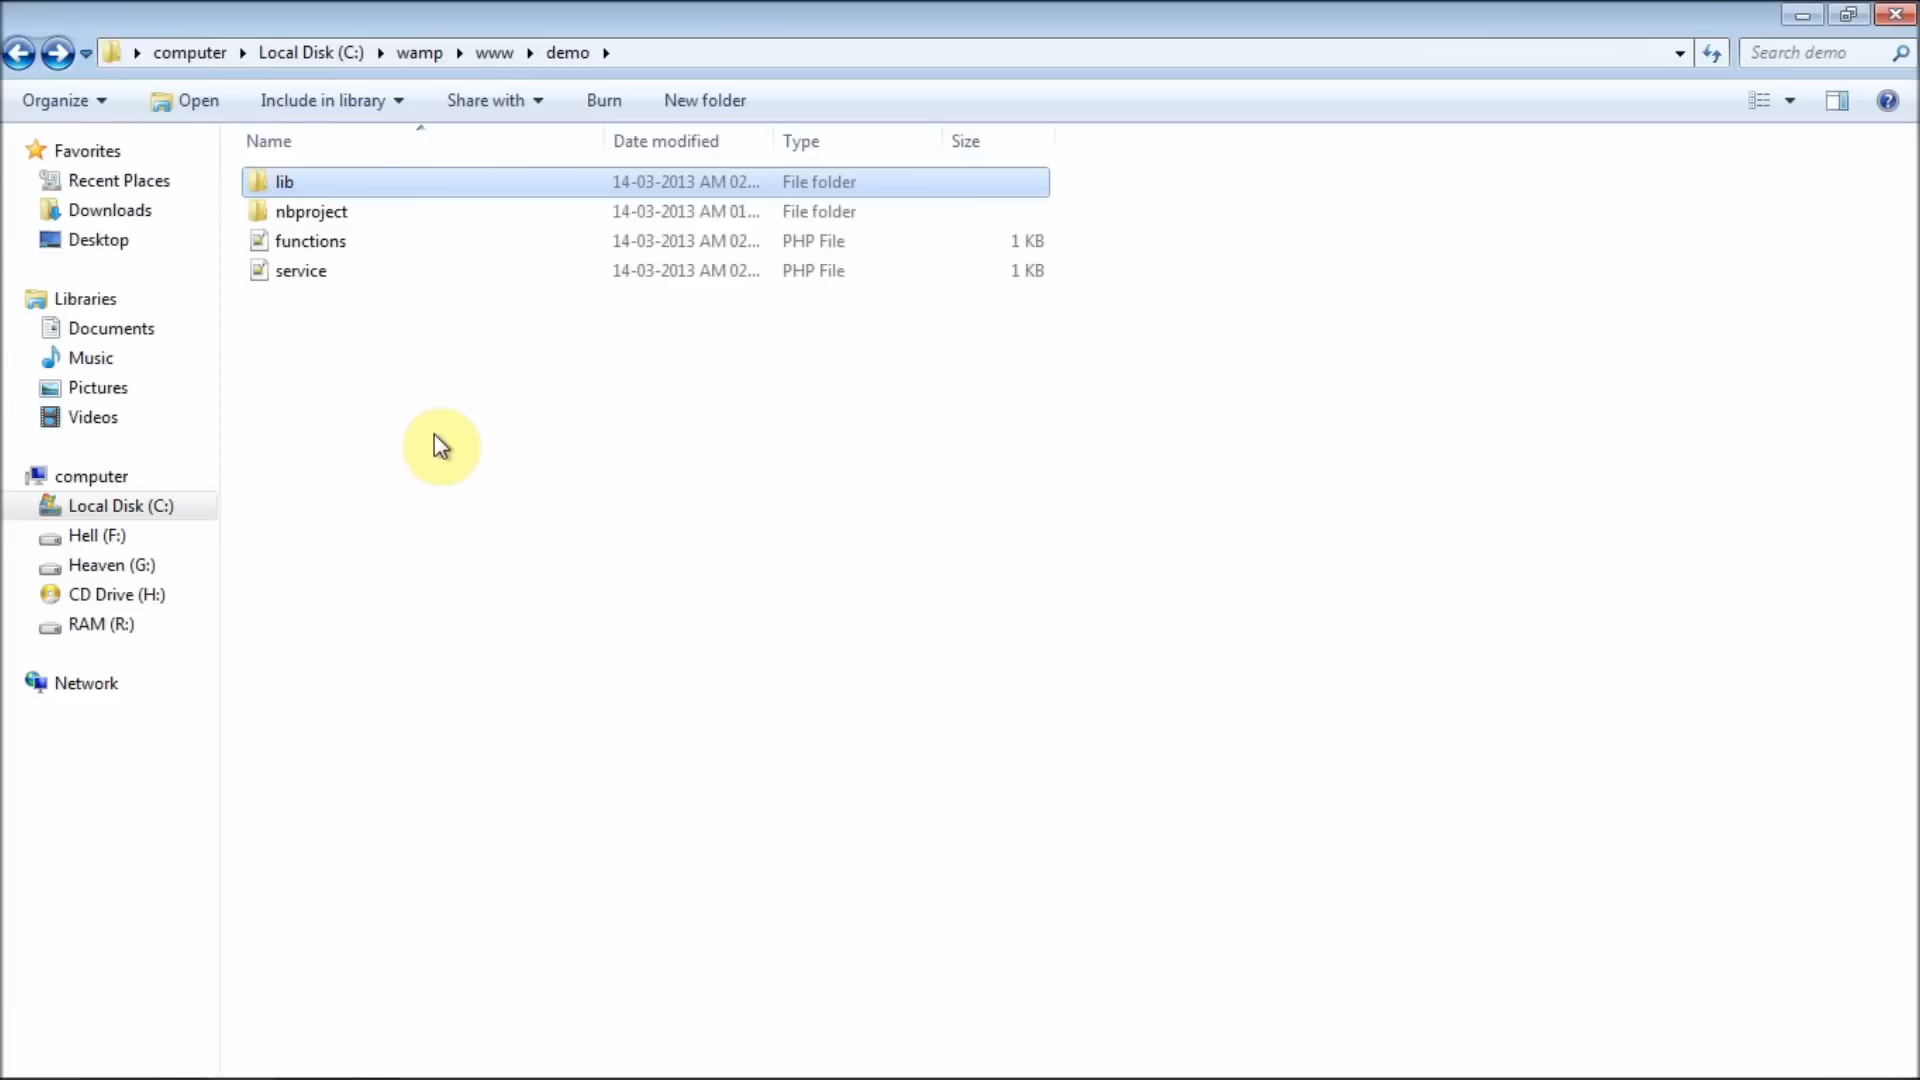 computer Local Disk (C:) wamp www demo
Search demo
Organize Open Include in library Share with Burn New folder
Name Date modified Type Size
lib 14-03-2013 AM 02... File folder
nbproject 14-03-2013 AM 01... File folder
functions 14-03-2013 AM 02... PHP File 1 KB
service 14-03-2013 AM 02... PHP File 1 KB
Favorites
Recent Places
Downloads
Desktop
Libraries
Documents
Music
Pictures
Videos
computer
Local Disk (C:)
Hell (F:)
Heaven (G:)
CD Drive (H:)
RAM (R:)
Network